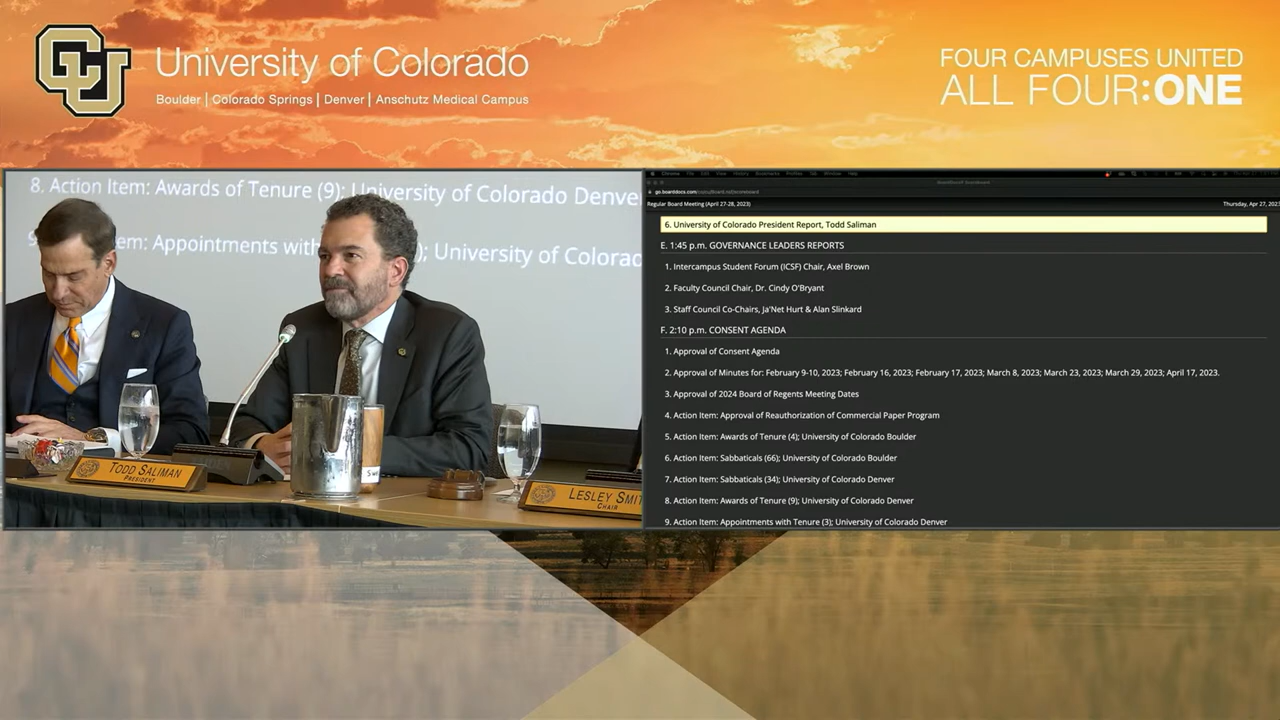 CU
University of Colorado
Boulder | Colorado Springs | Denver | Anschutz Medical Campus
FOUR CAMPUSES UNITED
ALL FOUR:ONE
8. Action Item: Awards of Tenure (9); University of Colorado Denver
em: Appointments with ); University of Colorado
TODD SALIMAN
PRESIDENT
LESLEY SMIT
CHAIR
Regular Board Meeting (April 27-28, 2023)
Thursday, Apr 27, 2023
6. University of Colorado President Report, Todd Saliman
E. 1:45 p.m. GOVERNANCE LEADERS REPORTS
1. Intercampus Student Forum (ICSF) Chair, Axel Brown
2. Faculty Council Chair, Dr. Cindy O'Bryant
3. Staff Council Co-Chairs, Ja'Net Hurt & Alan Slinkard
F. 2:10 p.m. CONSENT AGENDA
1. Approval of Consent Agenda
2. Approval of Minutes for: February 9-10, 2023; February 16, 2023; February 17, 2023; March 8, 2023; March 23, 2023; March 29, 2023; April 17, 2023.
3. Approval of 2024 Board of Regents Meeting Dates
4. Action Item: Approval of Reauthorization of Commercial Paper Program
5. Action Item: Awards of Tenure (4); University of Colorado Boulder
6. Action Item: Sabbaticals (66); University of Colorado Boulder
7. Action Item: Sabbaticals (34); University of Colorado Denver
8. Action Item: Awards of Tenure (9); University of Colorado Denver
9. Action Item: Appointments with Tenure (3); University of Colorado Denver